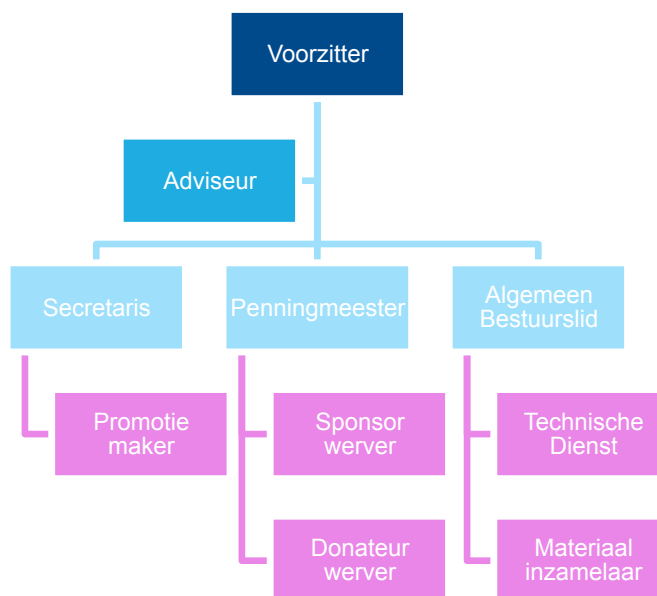 Voorzitter
Adviseur
Secretaris
Penningmeester
Algemeen
Bestuurslid
Promotie
maker
Sponsor
werver
Technische
Dienst
Donateur
werver
Materiaal
inzamelaar